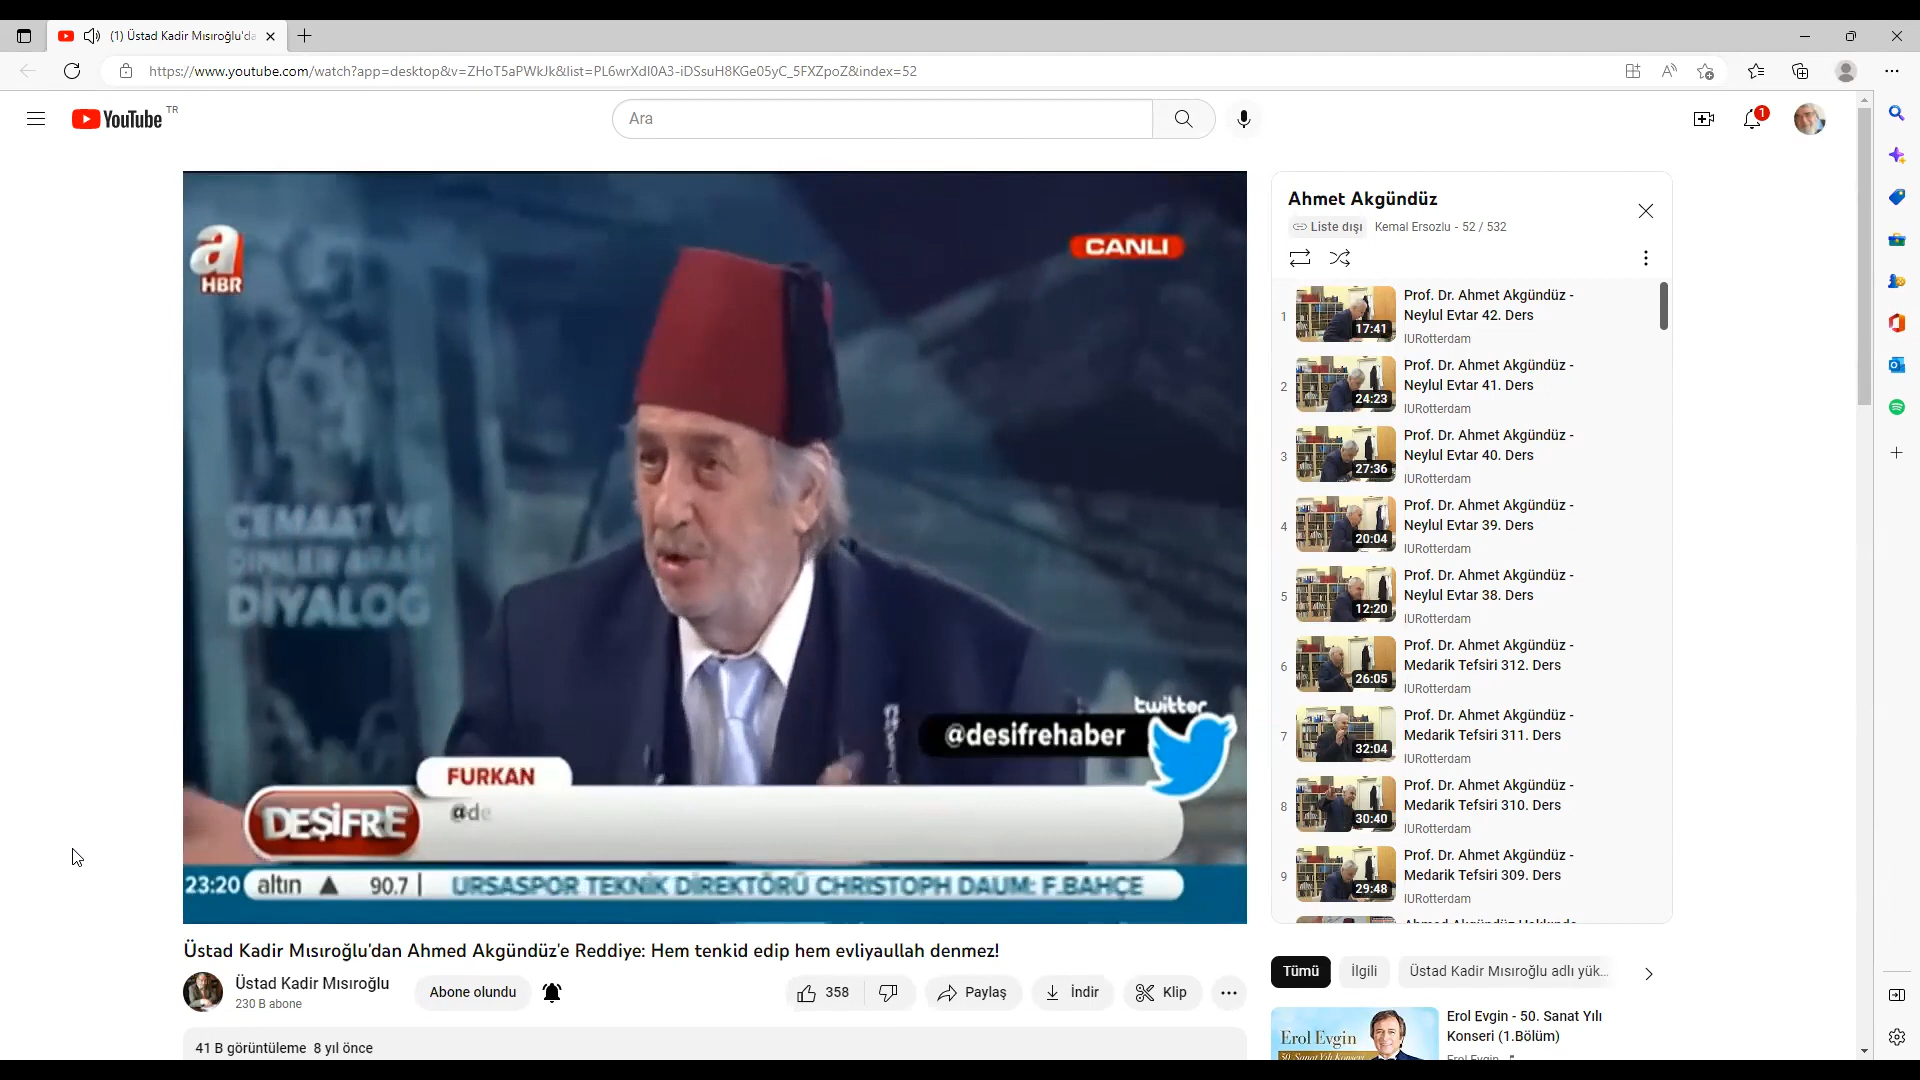 (1) Üstad Kadir Mısıroğlu'da
https://www.youtube.com/watch?app=desktop&v=ZHoT5aPWkJk&list=PL6wrXdI0A3-iDSsuH8KGe05yC_5FXZpoZ&index=52
YouTube TR
Ara
1
a
HBR
CANLI
CEMAAT VE
DİNLER ARASI
DİYALOG
twitter
@desifrehaber
FURKAN
DEŞİFRE
@de
23:20 altın ▲ 90.7 | URSASPOR TEKNİK DİREKTÖRÜ CHRISTOPH DAUM: F.BAHÇE
Üstad Kadir Mısıroğlu'dan Ahmed Akgündüz'e Reddiye: Hem tenkid edip hem evliyaullah denmez!
Üstad Kadir Mısıroğlu
230 B abone
Abone olundu
358
Paylaş
İndir
Klip
41 B görüntüleme 8 yıl önce
Ahmet Akgündüz
Liste dışı Kemal Ersozlu - 52 / 532
1
17:41
Prof. Dr. Ahmet Akgündüz -
Neylul Evtar 42. Ders
IURotterdam
2
24:23
Prof. Dr. Ahmet Akgündüz -
Neylul Evtar 41. Ders
IURotterdam
3
27:36
Prof. Dr. Ahmet Akgündüz -
Neylul Evtar 40. Ders
IURotterdam
4
20:04
Prof. Dr. Ahmet Akgündüz -
Neylul Evtar 39. Ders
IURotterdam
5
12:20
Prof. Dr. Ahmet Akgündüz -
Neylul Evtar 38. Ders
IURotterdam
6
26:05
Prof. Dr. Ahmet Akgündüz -
Medarik Tefsiri 312. Ders
IURotterdam
7
32:04
Prof. Dr. Ahmet Akgündüz -
Medarik Tefsiri 311. Ders
IURotterdam
8
30:40
Prof. Dr. Ahmet Akgündüz -
Medarik Tefsiri 310. Ders
IURotterdam
9
29:48
Prof. Dr. Ahmet Akgündüz -
Medarik Tefsiri 309. Ders
IURotterdam
Ahmed Akgündüz Hakkında
Tümü
İlgili
Üstad Kadir Mısıroğlu adlı yük...
Erol Evgin
50. Sanat Yılı Konseri
Erol Evgin - 50. Sanat Yılı
Konseri (1.Bölüm)
Erol Evgin